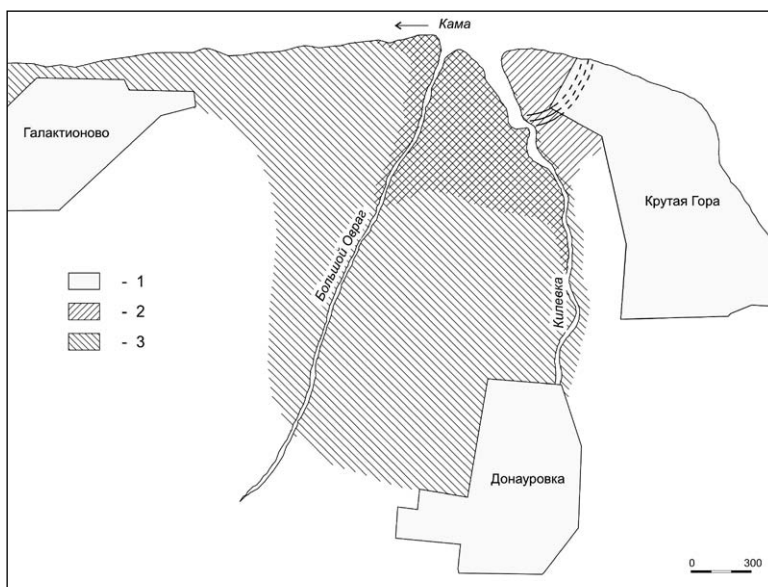 Кама
Галактионово
Крутая Гора
Большой Овраг
Килевка
- 1
- 2
- 3
Донауровка
0 300